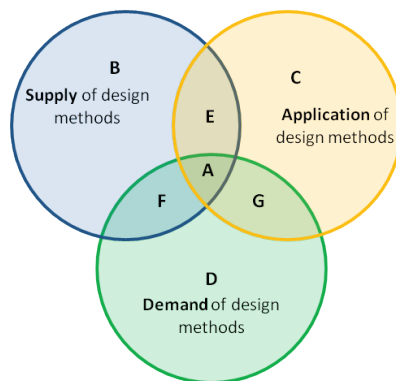 B
Supply of design
methods
C
Application of
design methods
E
A
F
G
D
Demand of design
methods